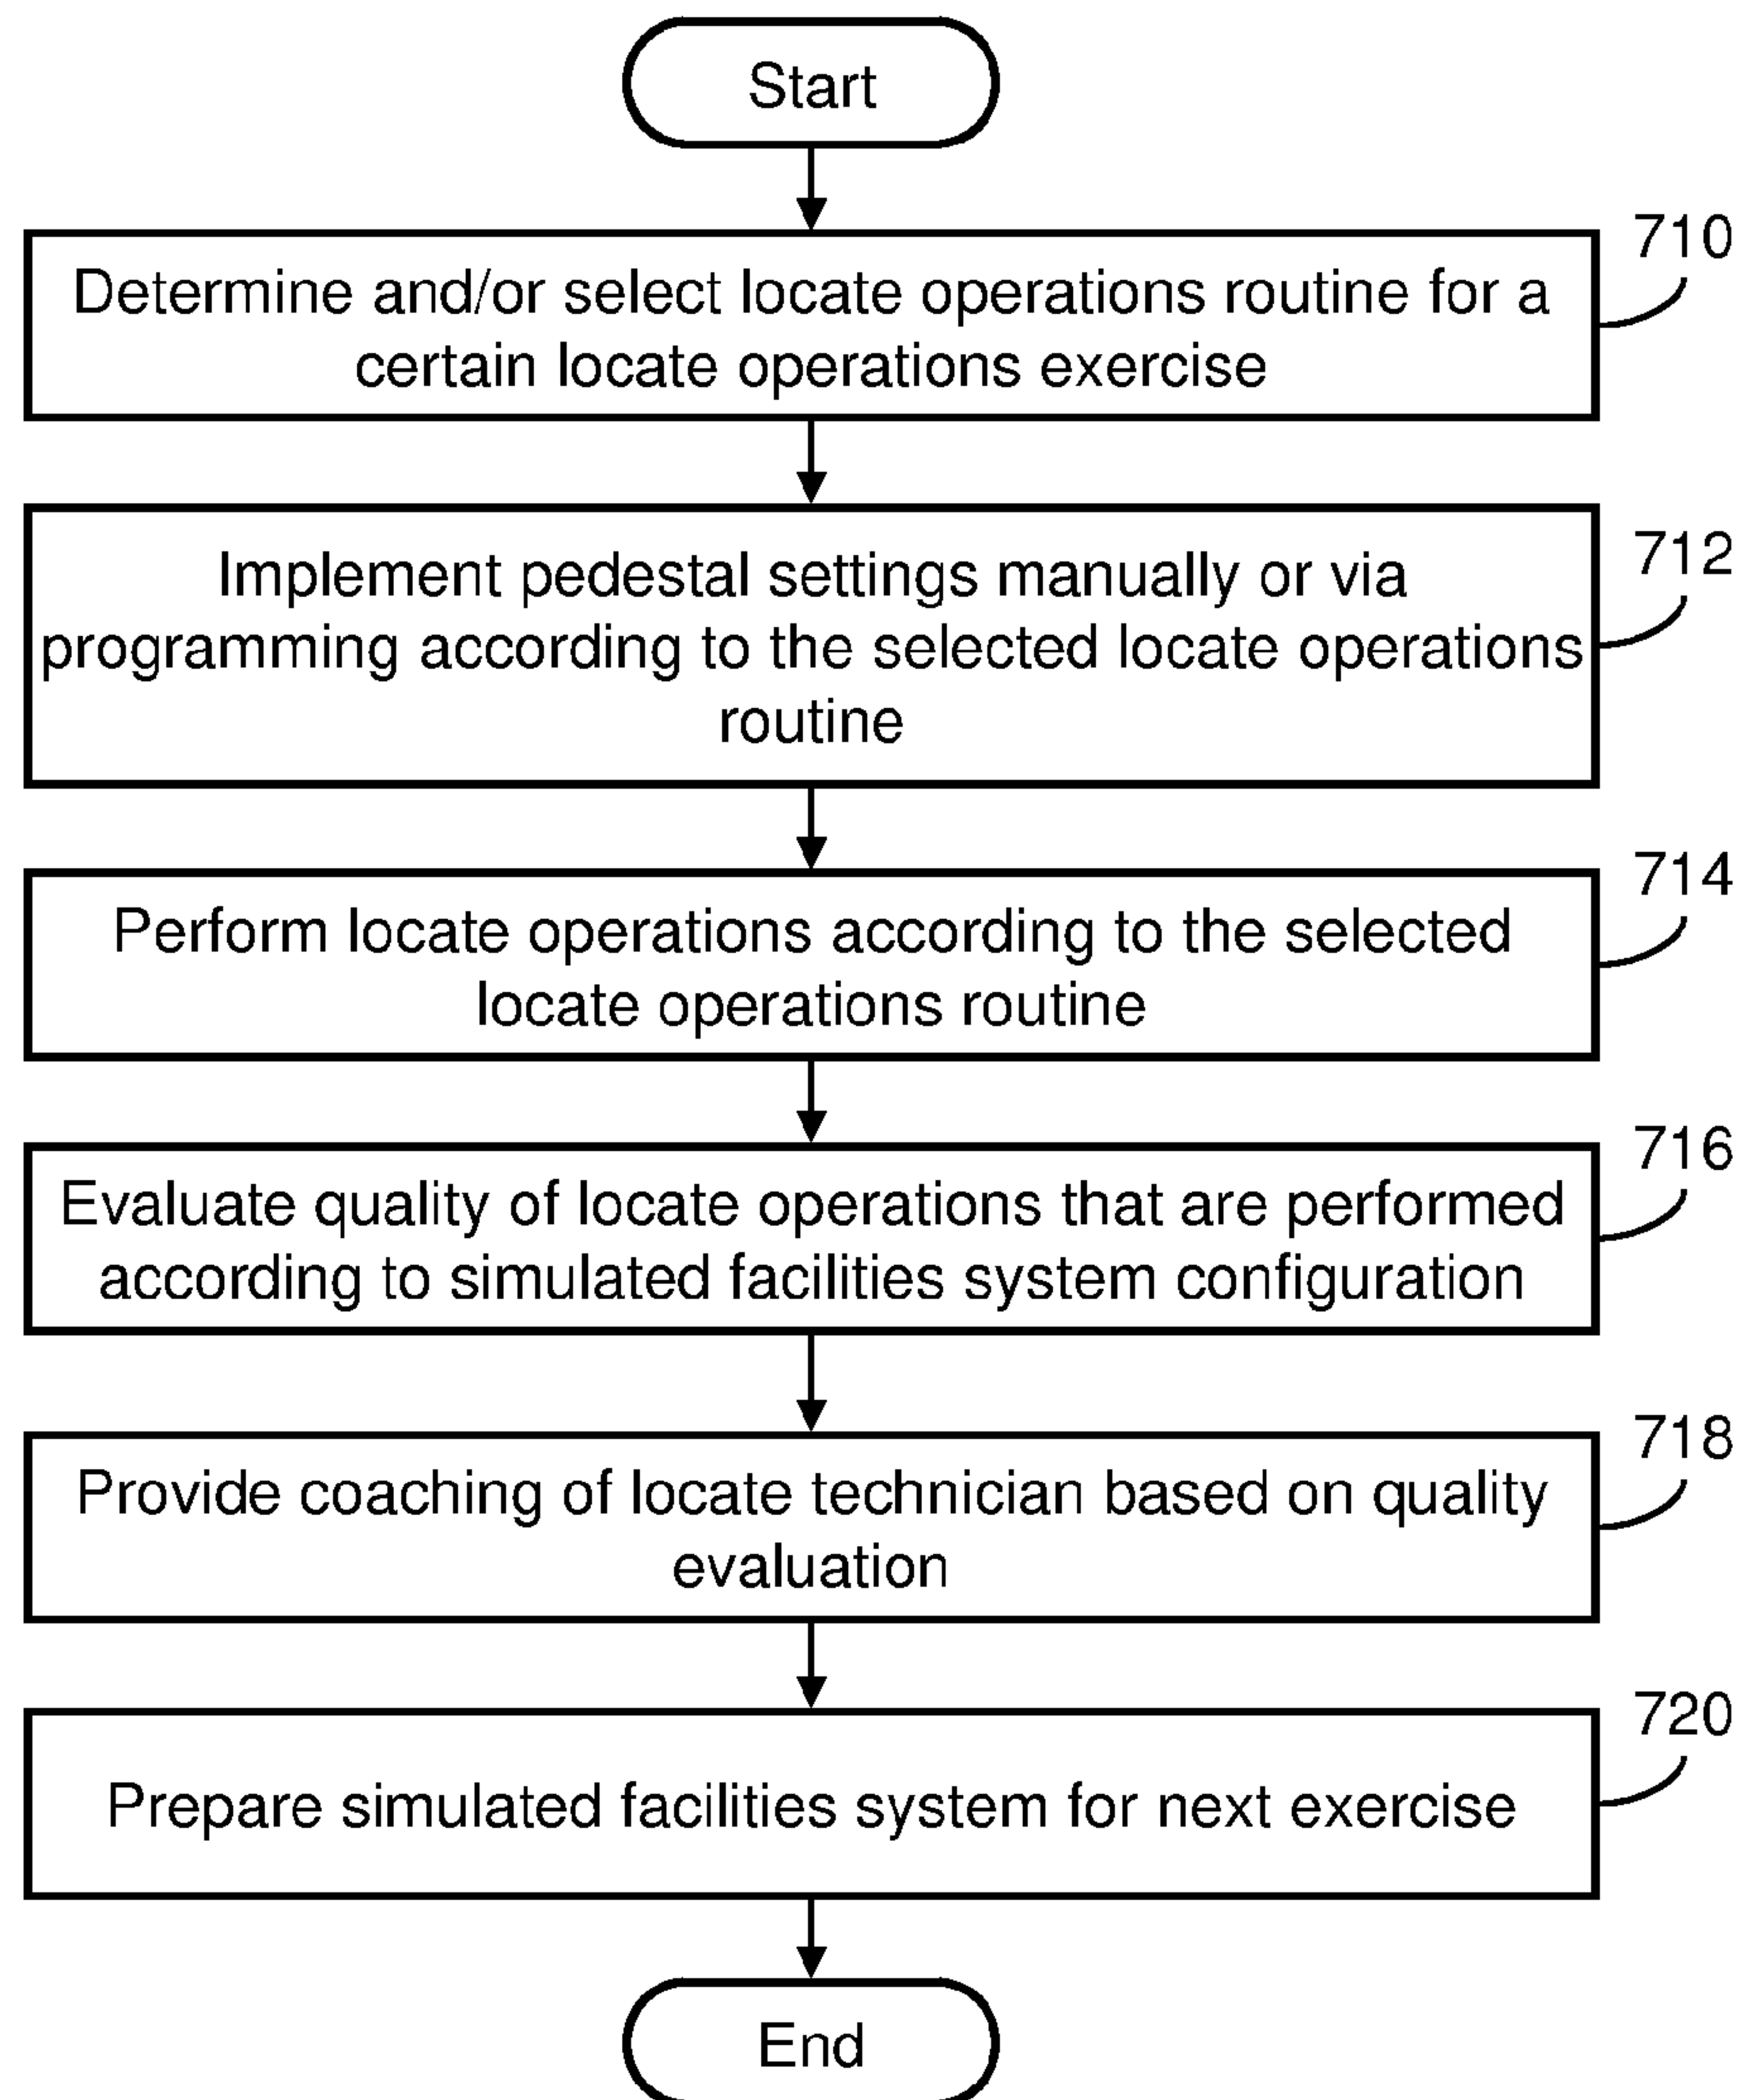 Start
710
Determine and/or select locate operations routine for a
certain locate operations exercise
712
Implement pedestal settings manually or via
programming according to the selected locate operations
routine
714
Perform locate operations according to the selected
locate operations routine
716
Evaluate quality of locate operations that are performed
according to simulated facilities system configuration
718
Provide coaching of locate technician based on quality
evaluation
720
Prepare simulated facilities system for next exercise
End